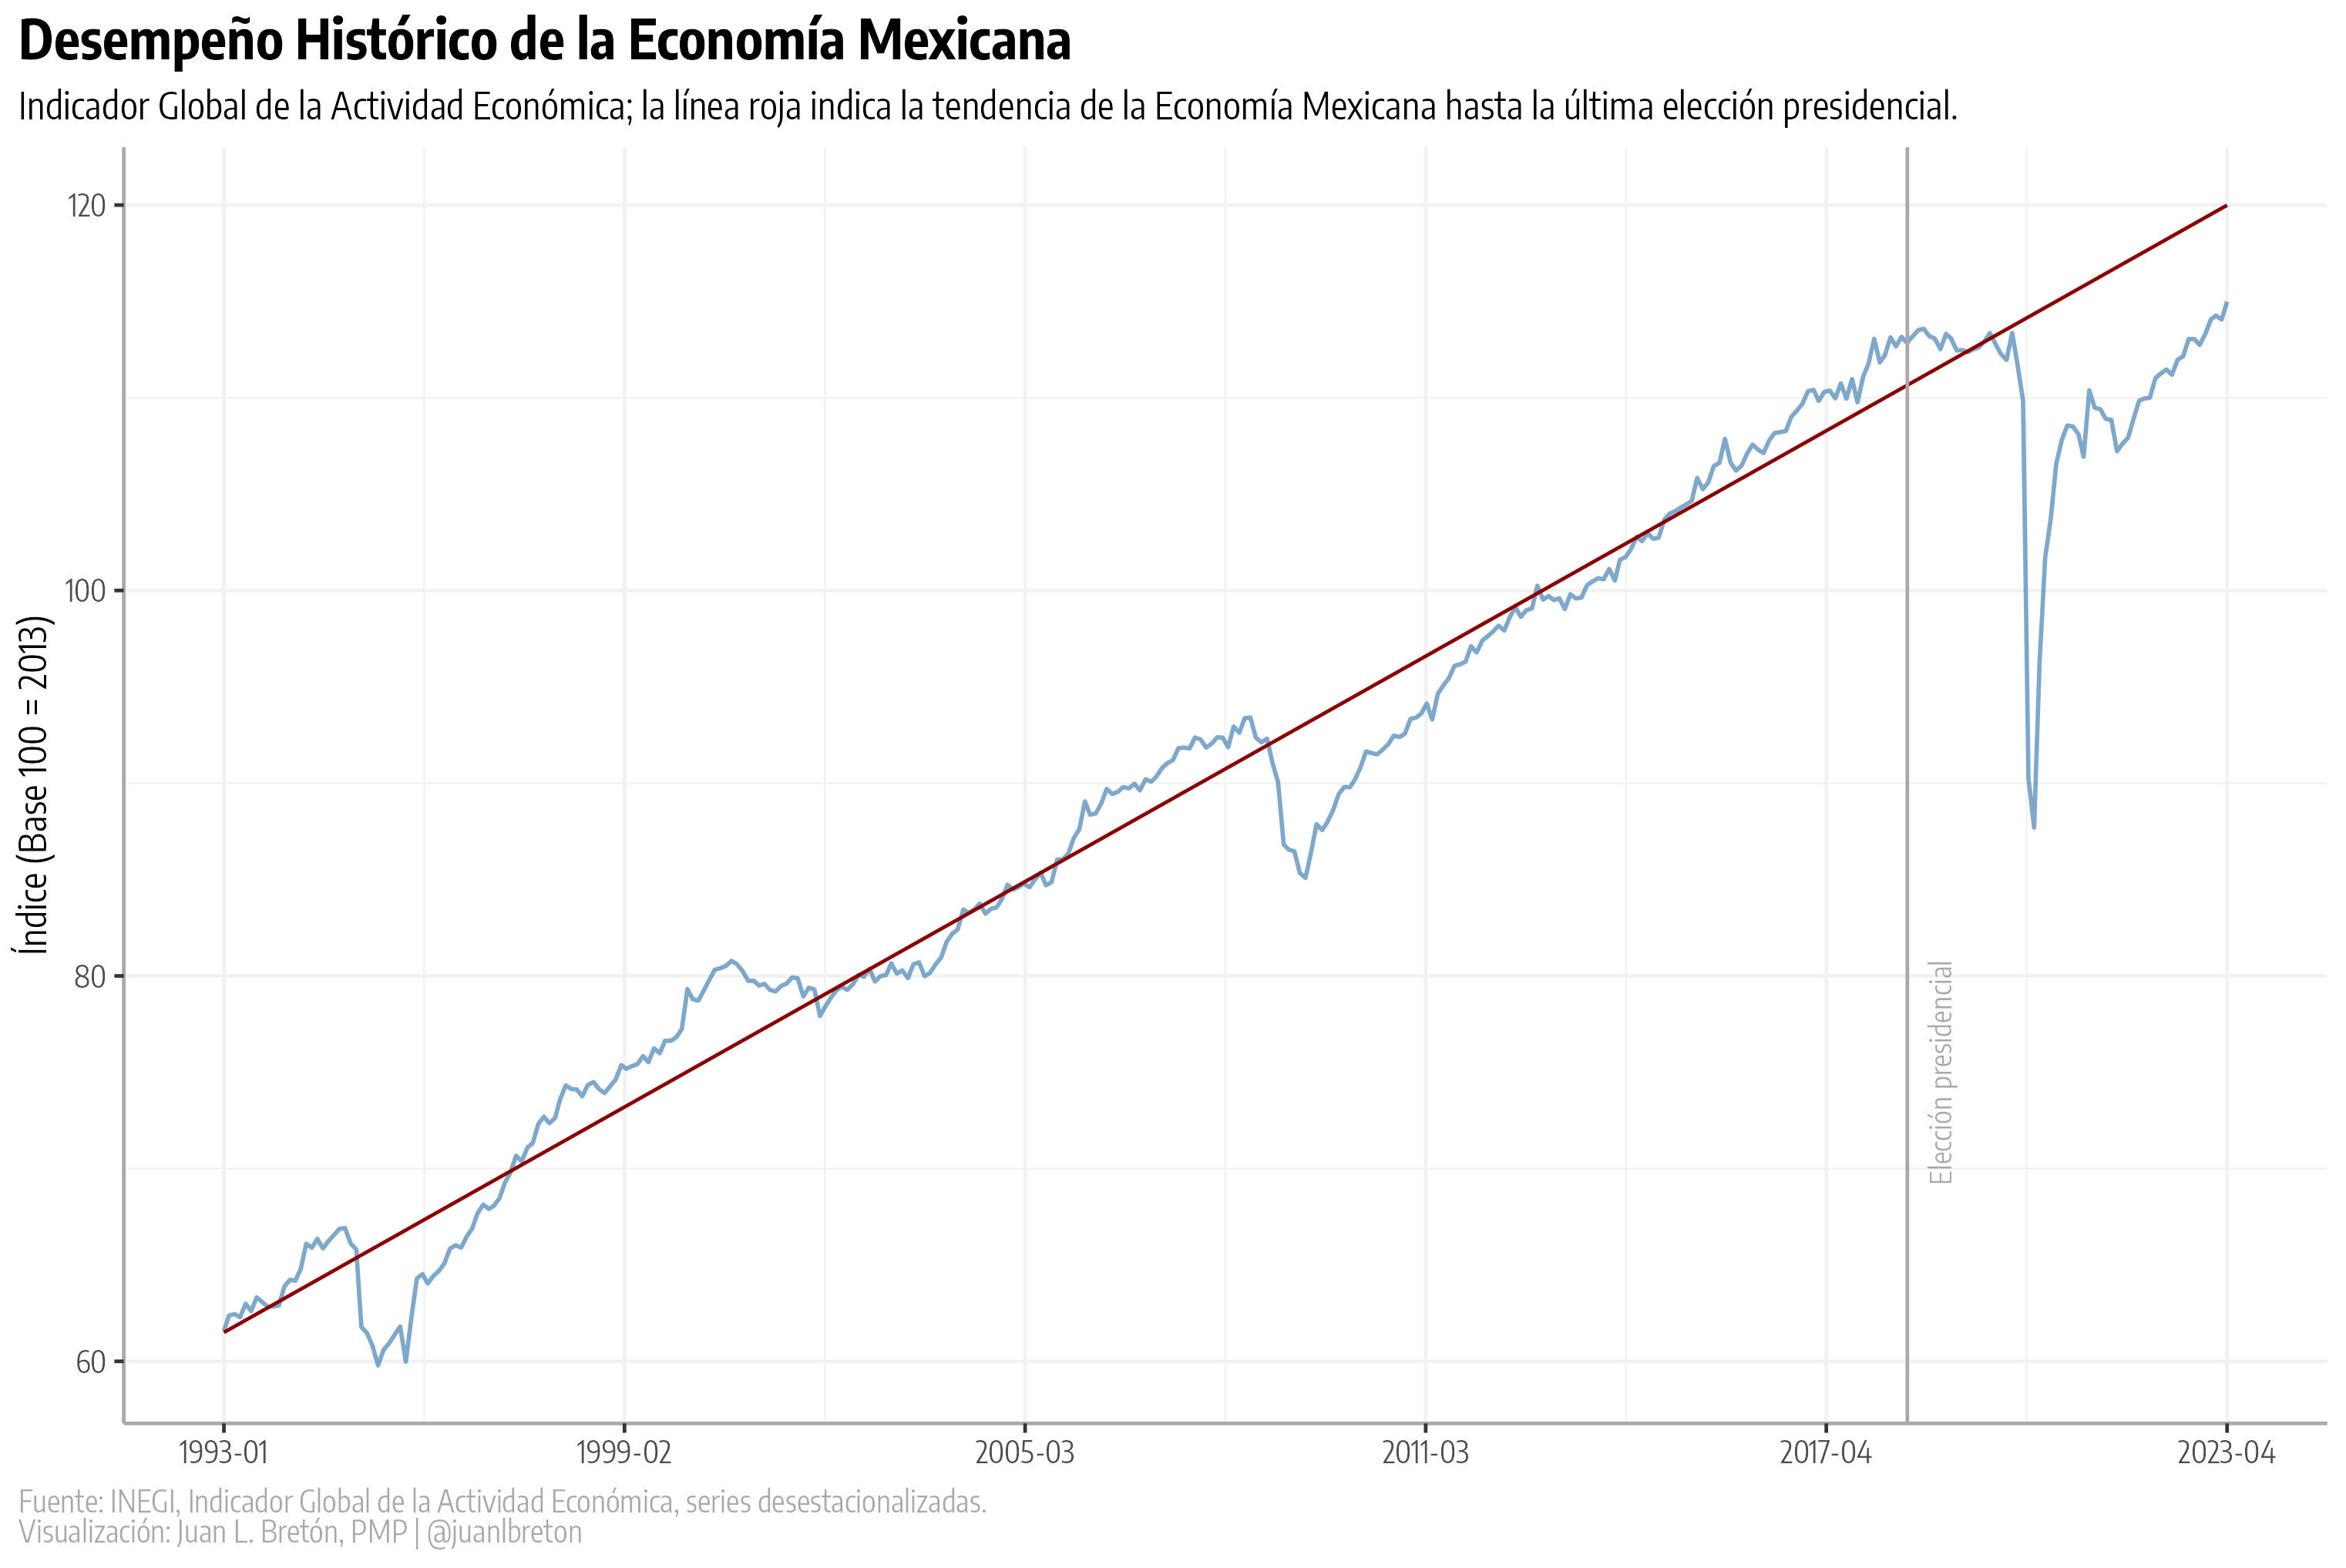 Desempeño Histórico de la Economía Mexicana
Indicador Global de la Actividad Económica; la línea roja indica la tendencia de la Economía Mexicana hasta la última elección presidencial.
Índice (Base 100 = 2013)
120
100
80
60
Elección presidencial
1993-01
1999-02
2005-03
2011-03
2017-04
2023-04
Fuente: INEGI, Indicador Global de la Actividad Económica, series desestacionalizadas.
Visualización: Juan L. Bretón, PMP | @juanlbreton